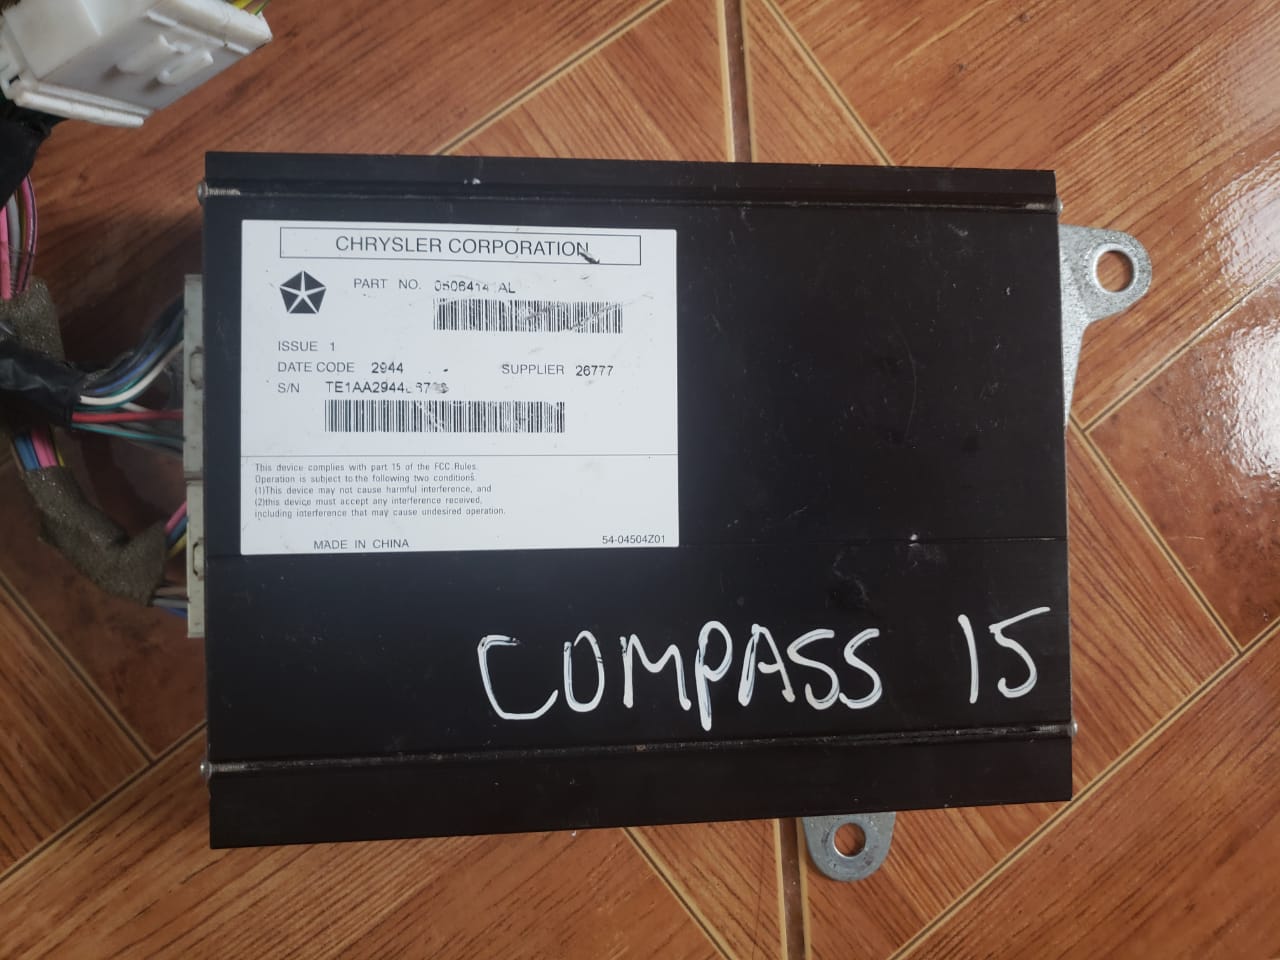 CHRYSLER CORPORATION
PART NO.
ISSUE 1
DATE CODE 2944
SUPPLIER 26777
S/N
This device complies with part 15 of the FCC Rules.
Operation is subject to the following two conditions.
(1)This device may not cause harmful interference, and
(2)this device must accept any interference received,
including interference that may cause undesired operation.
MADE IN CHINA
54-04504Z01
COMPASS 15